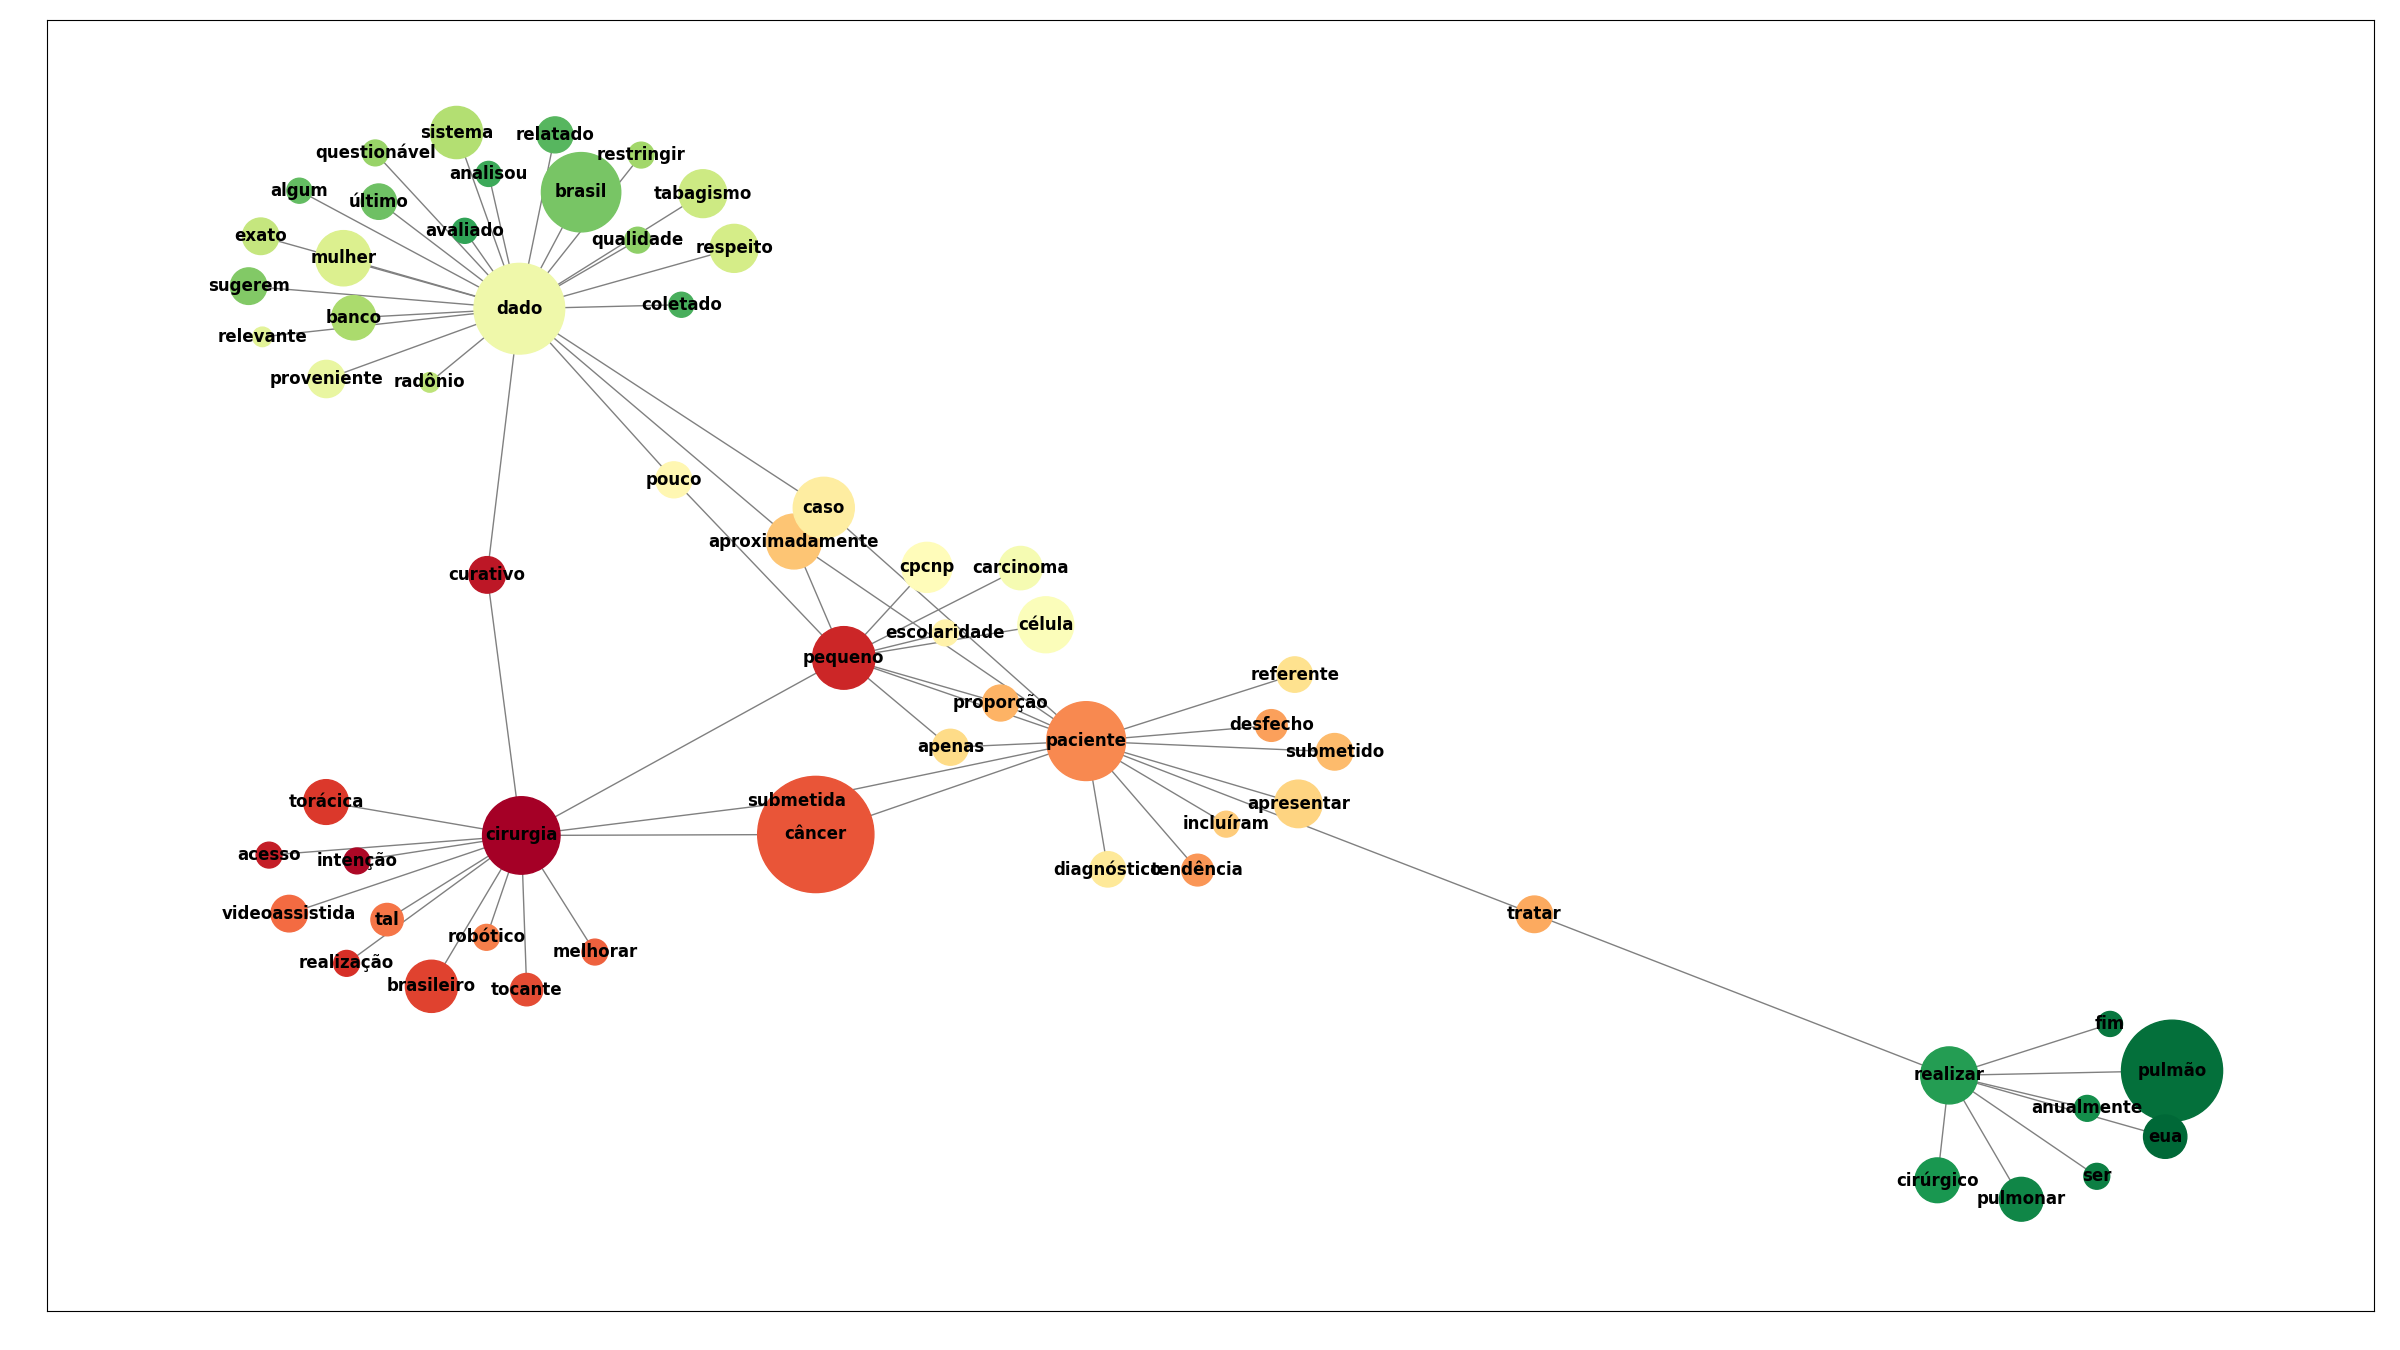 sistema
relatado
questionável
restringir
analisou
algum
último
brasil
tabagismo
avaliado
exato
qualidade
respeito
mulher
sugerem
dado
coletado
banco
relevante
proveniente
radônio
pouco
caso
aproximadamente
curativo
cpcnp
carcinoma
escolaridade
célula
pequeno
referente
proporção
desfecho
paciente
apenas
submetido
submetida
torácica
apresentar
incluíram
câncer
cirurgia
acesso
intenção
diagnóstico
tendência
videoassistida
tal
tratar
robótico
melhorar
realização
brasileiro
tocante
fim
realizar
pulmão
anualmente
eua
cirúrgico
ser
pulmonar